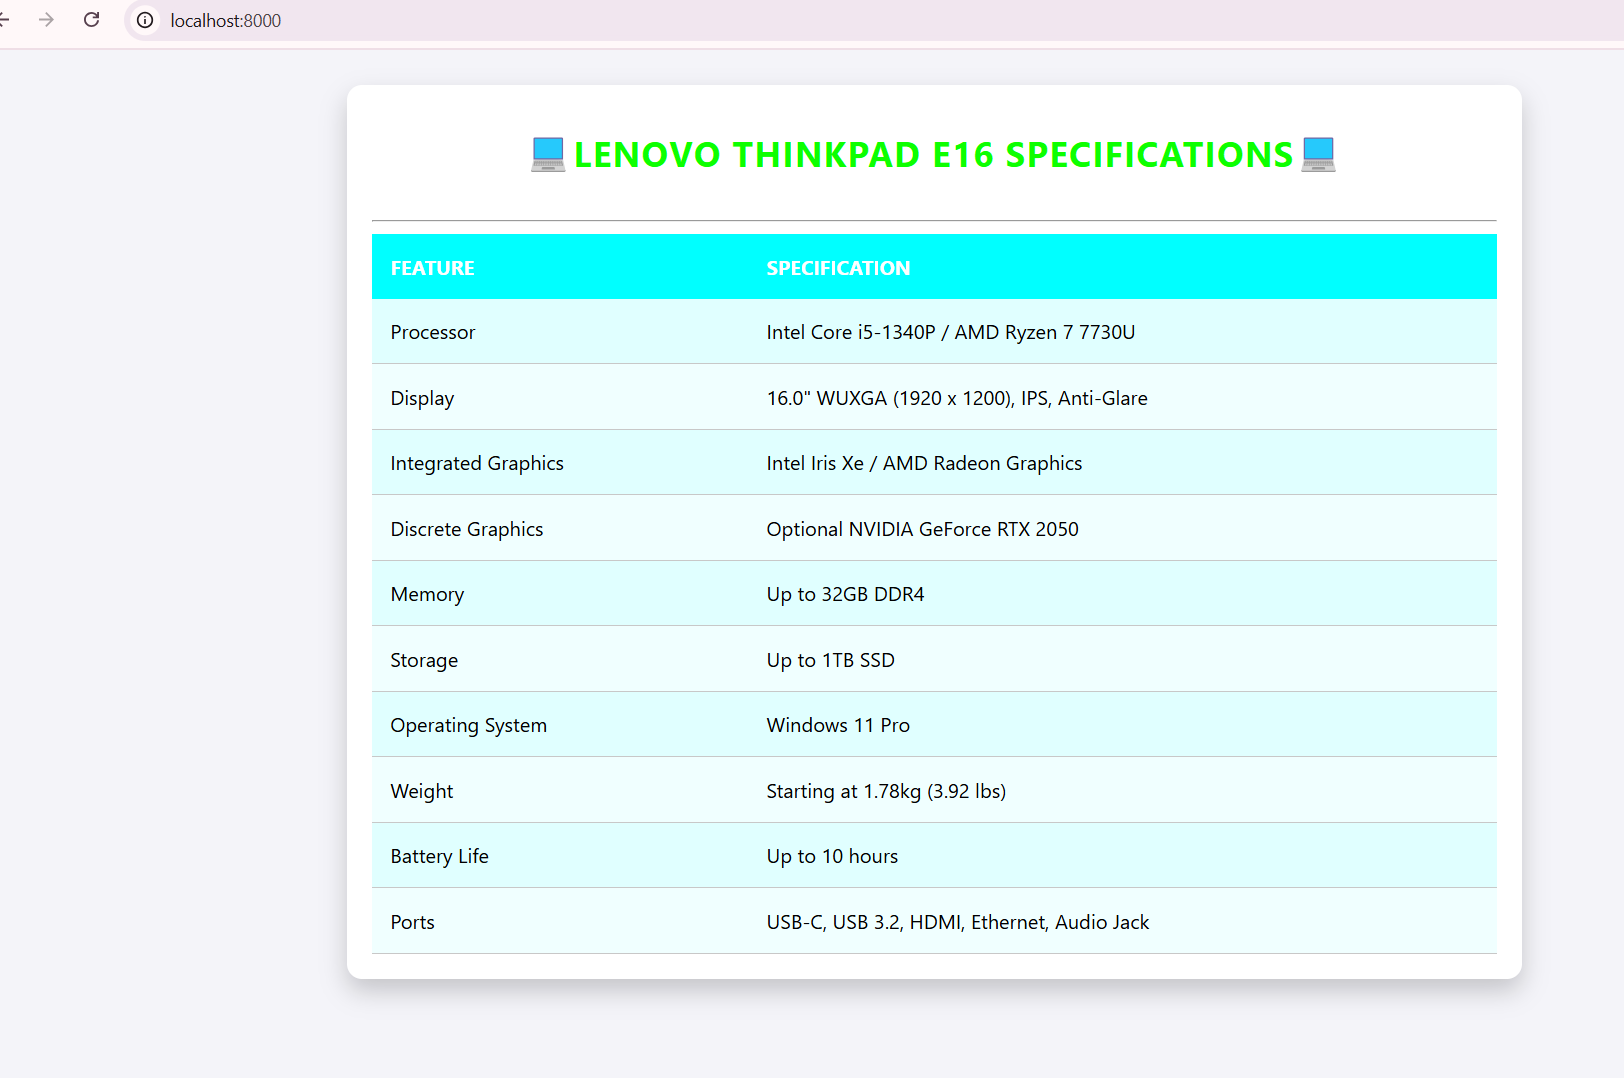 localhost:8000
LENOVO THINKPAD E16 SPECIFICATIONS
FEATURE SPECIFICATION
Processor Intel Core i5-1340P / AMD Ryzen 7 7730U
Display 16.0" WUXGA (1920 x 1200), IPS, Anti-Glare
Integrated Graphics Intel Iris Xe / AMD Radeon Graphics
Discrete Graphics Optional NVIDIA GeForce RTX 2050
Memory Up to 32GB DDR4
Storage Up to 1TB SSD
Operating System Windows 11 Pro
Weight Starting at 1.78kg (3.92 lbs)
Battery Life Up to 10 hours
Ports USB-C, USB 3.2, HDMI, Ethernet, Audio Jack